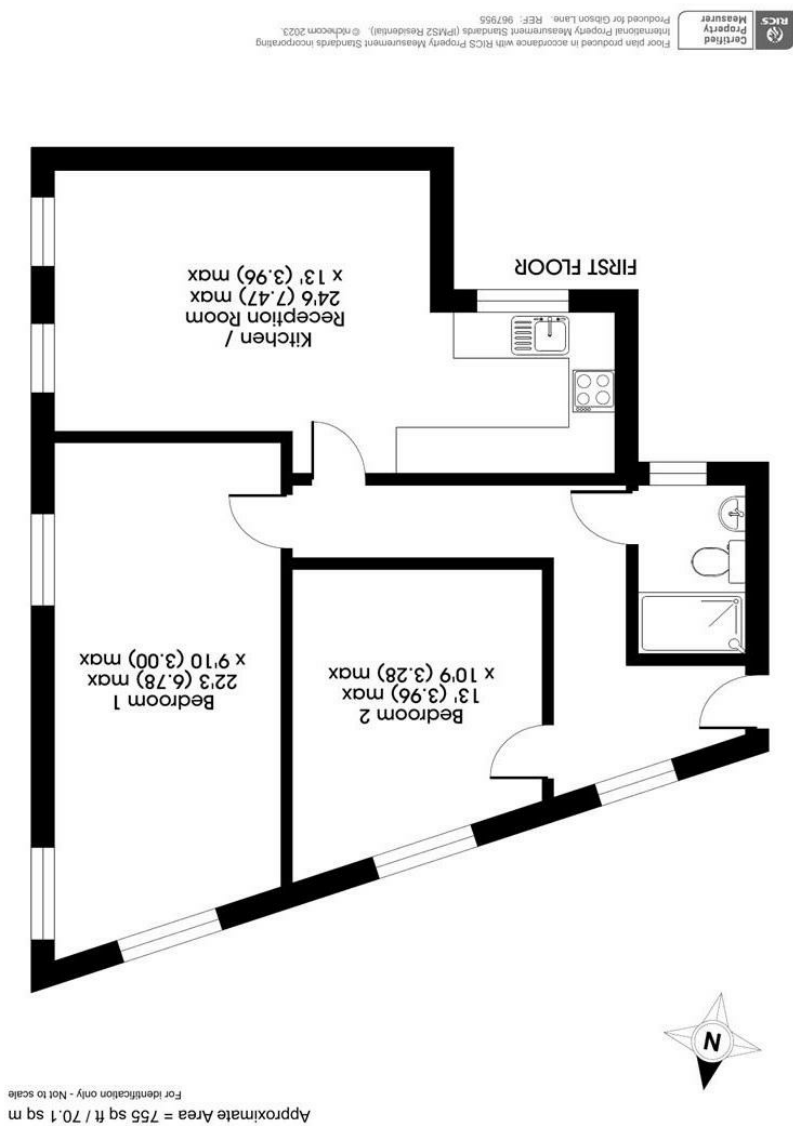 Approximate Area = 755 sq ft / 70.1 sq m
For identification only - Not to scale
N
Bedroom 2
13' (3.96) max
x 10'9 (3.28) max
Bedroom 1
22'3 (6.78) max
x 9'10 (3.00) max
Kitchen /
Reception Room
24'6 (7.47) max
x 13' (3.96) max
FIRST FLOOR
Certified
Property
Measurer
RICS
Floor plan produced in accordance with RICS Property Measurement Standards incorporating
International Property Measurement Standards (IPMS2 Residential). © nichecom 2023.
Produced for Gibson Lane. REF: 967955